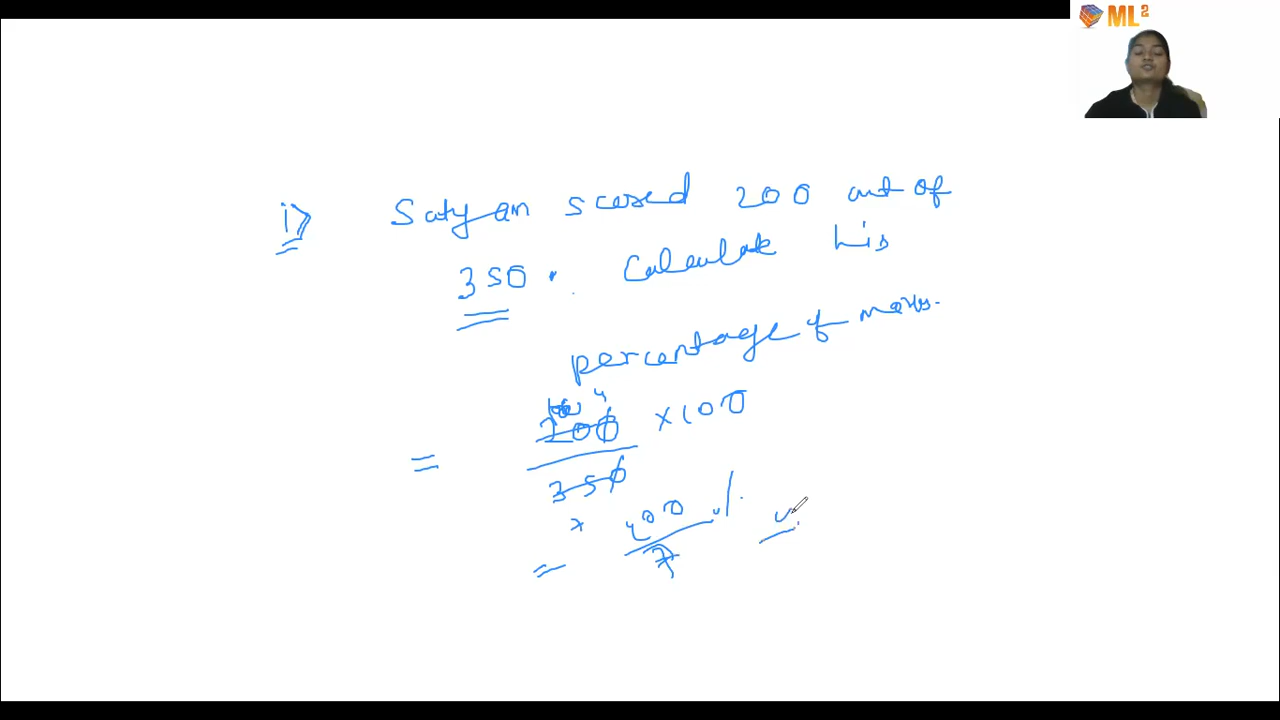 ML²
i) Satyam scored 200 out of
350. Calculate his
percentage of marks.
= 200/350 × 100
= 400/7 %